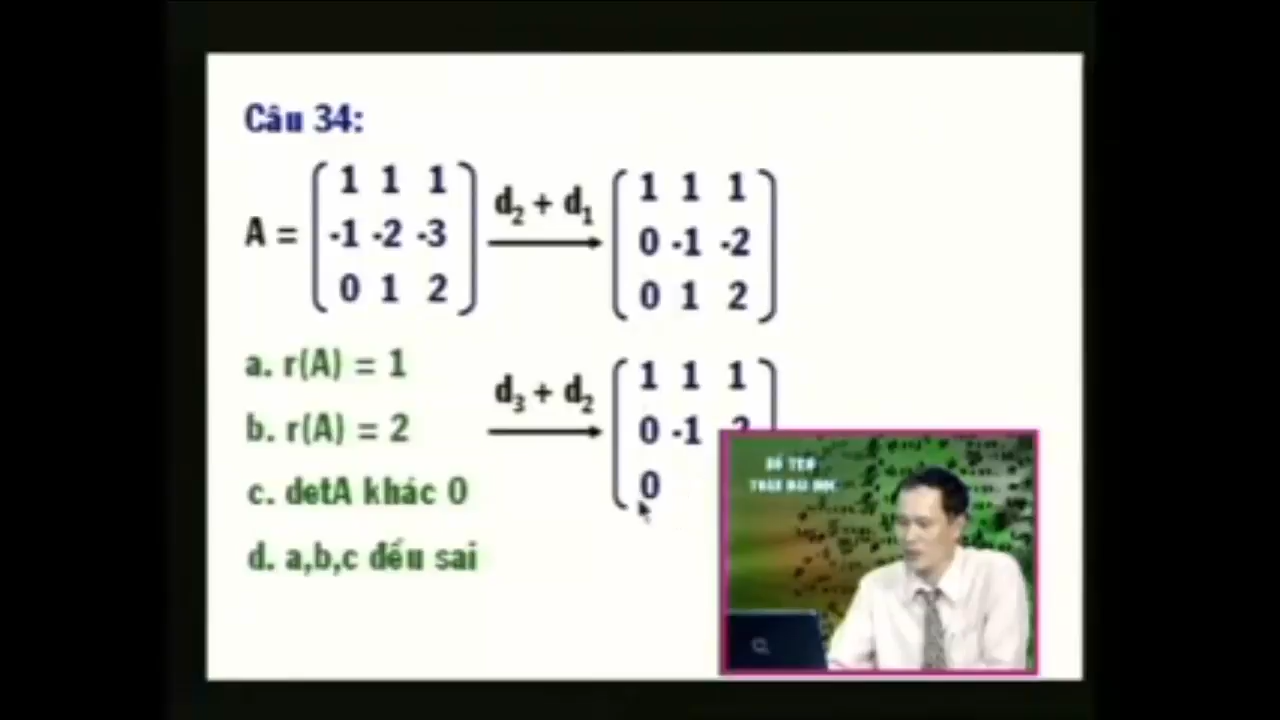 Câu 34:
A =
1 1 1
-1 -2 -3
0 1 2
d₂ + d₁
1 1 1
0 -1 -2
0 1 2
a. r(A) = 1
b. r(A) = 2
c. detA khác 0
d. a,b,c đều sai
d₃ + d₂
1 1 1
0 -1
0